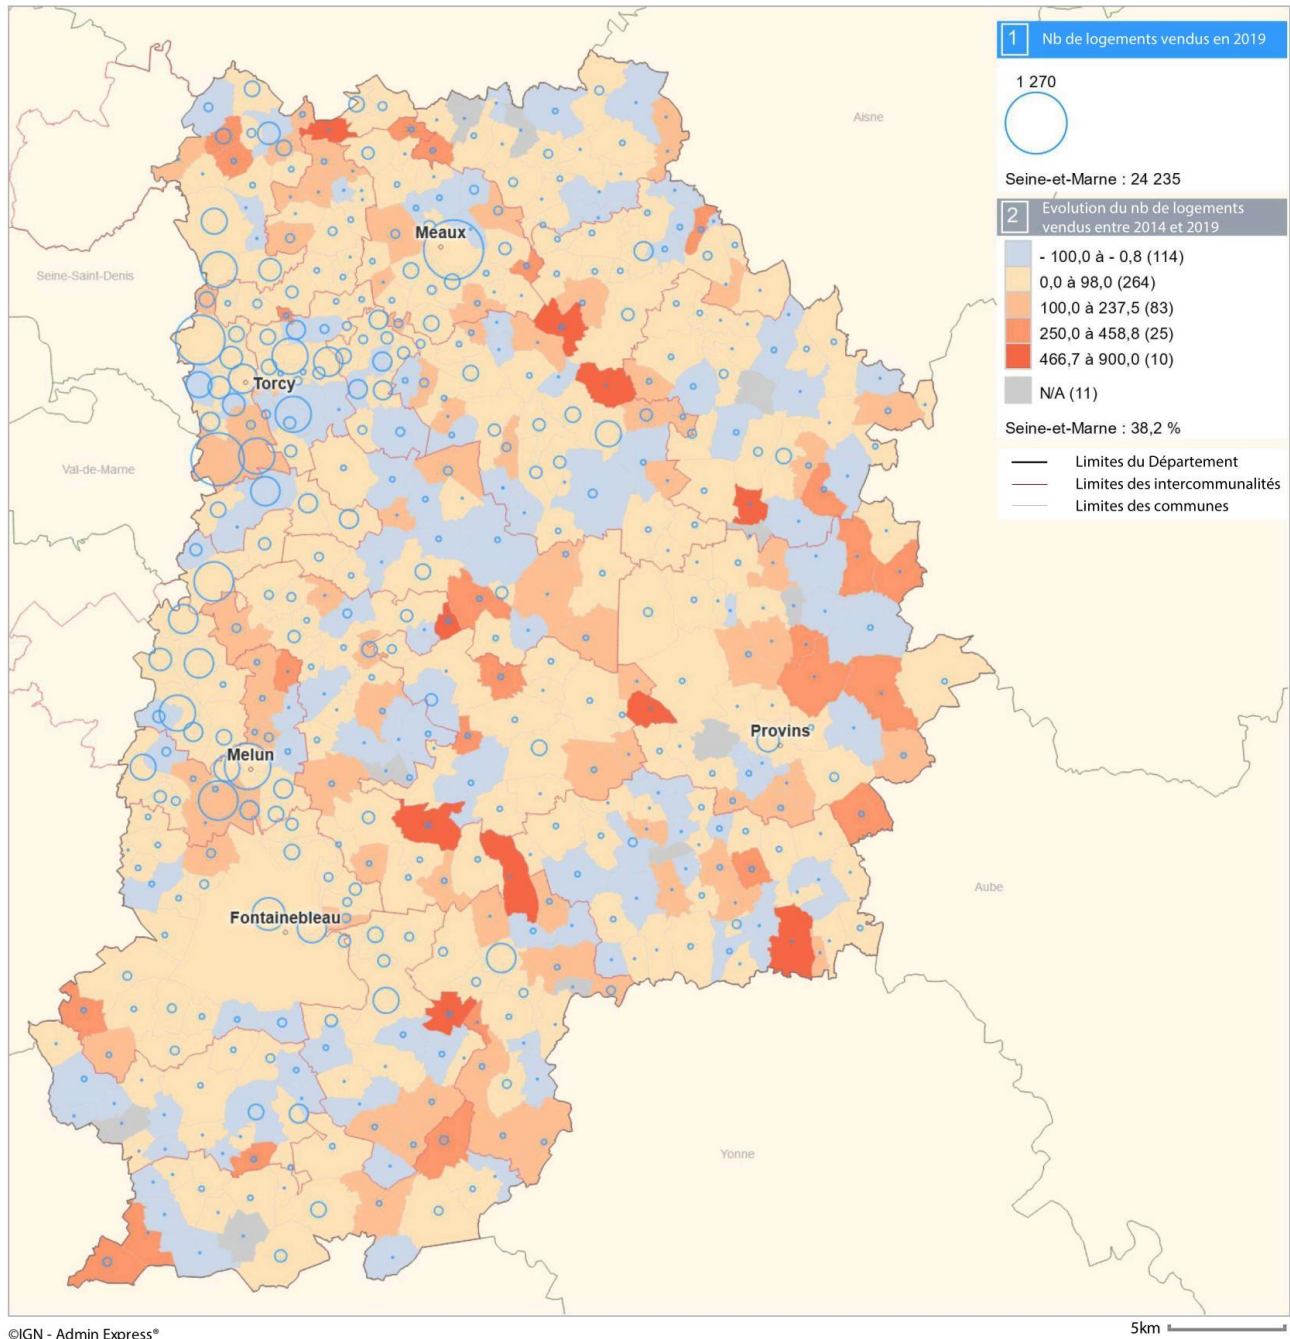 1 Nb de logements vendus en 2019
1 270
Aisne
Seine-et-Marne : 24 235
2 Evolution du nb de logements
vendus entre 2014 et 2019
Meaux
- 100,0 à - 0,8 (114)
Seine-Saint-Denis
0,0 à 98,0 (264)
100,0 à 237,5 (83)
250,0 à 458,8 (25)
466,7 à 900,0 (10)
Torcy
N/A (11)
Seine-et-Marne : 38,2 %
Val-de-Marne
Limites du Département
Limites des intercommunalités
Limites des communes
Provins
Melun
Aube
Fontainebleau
Yonne
5km
©IGN - Admin Express®